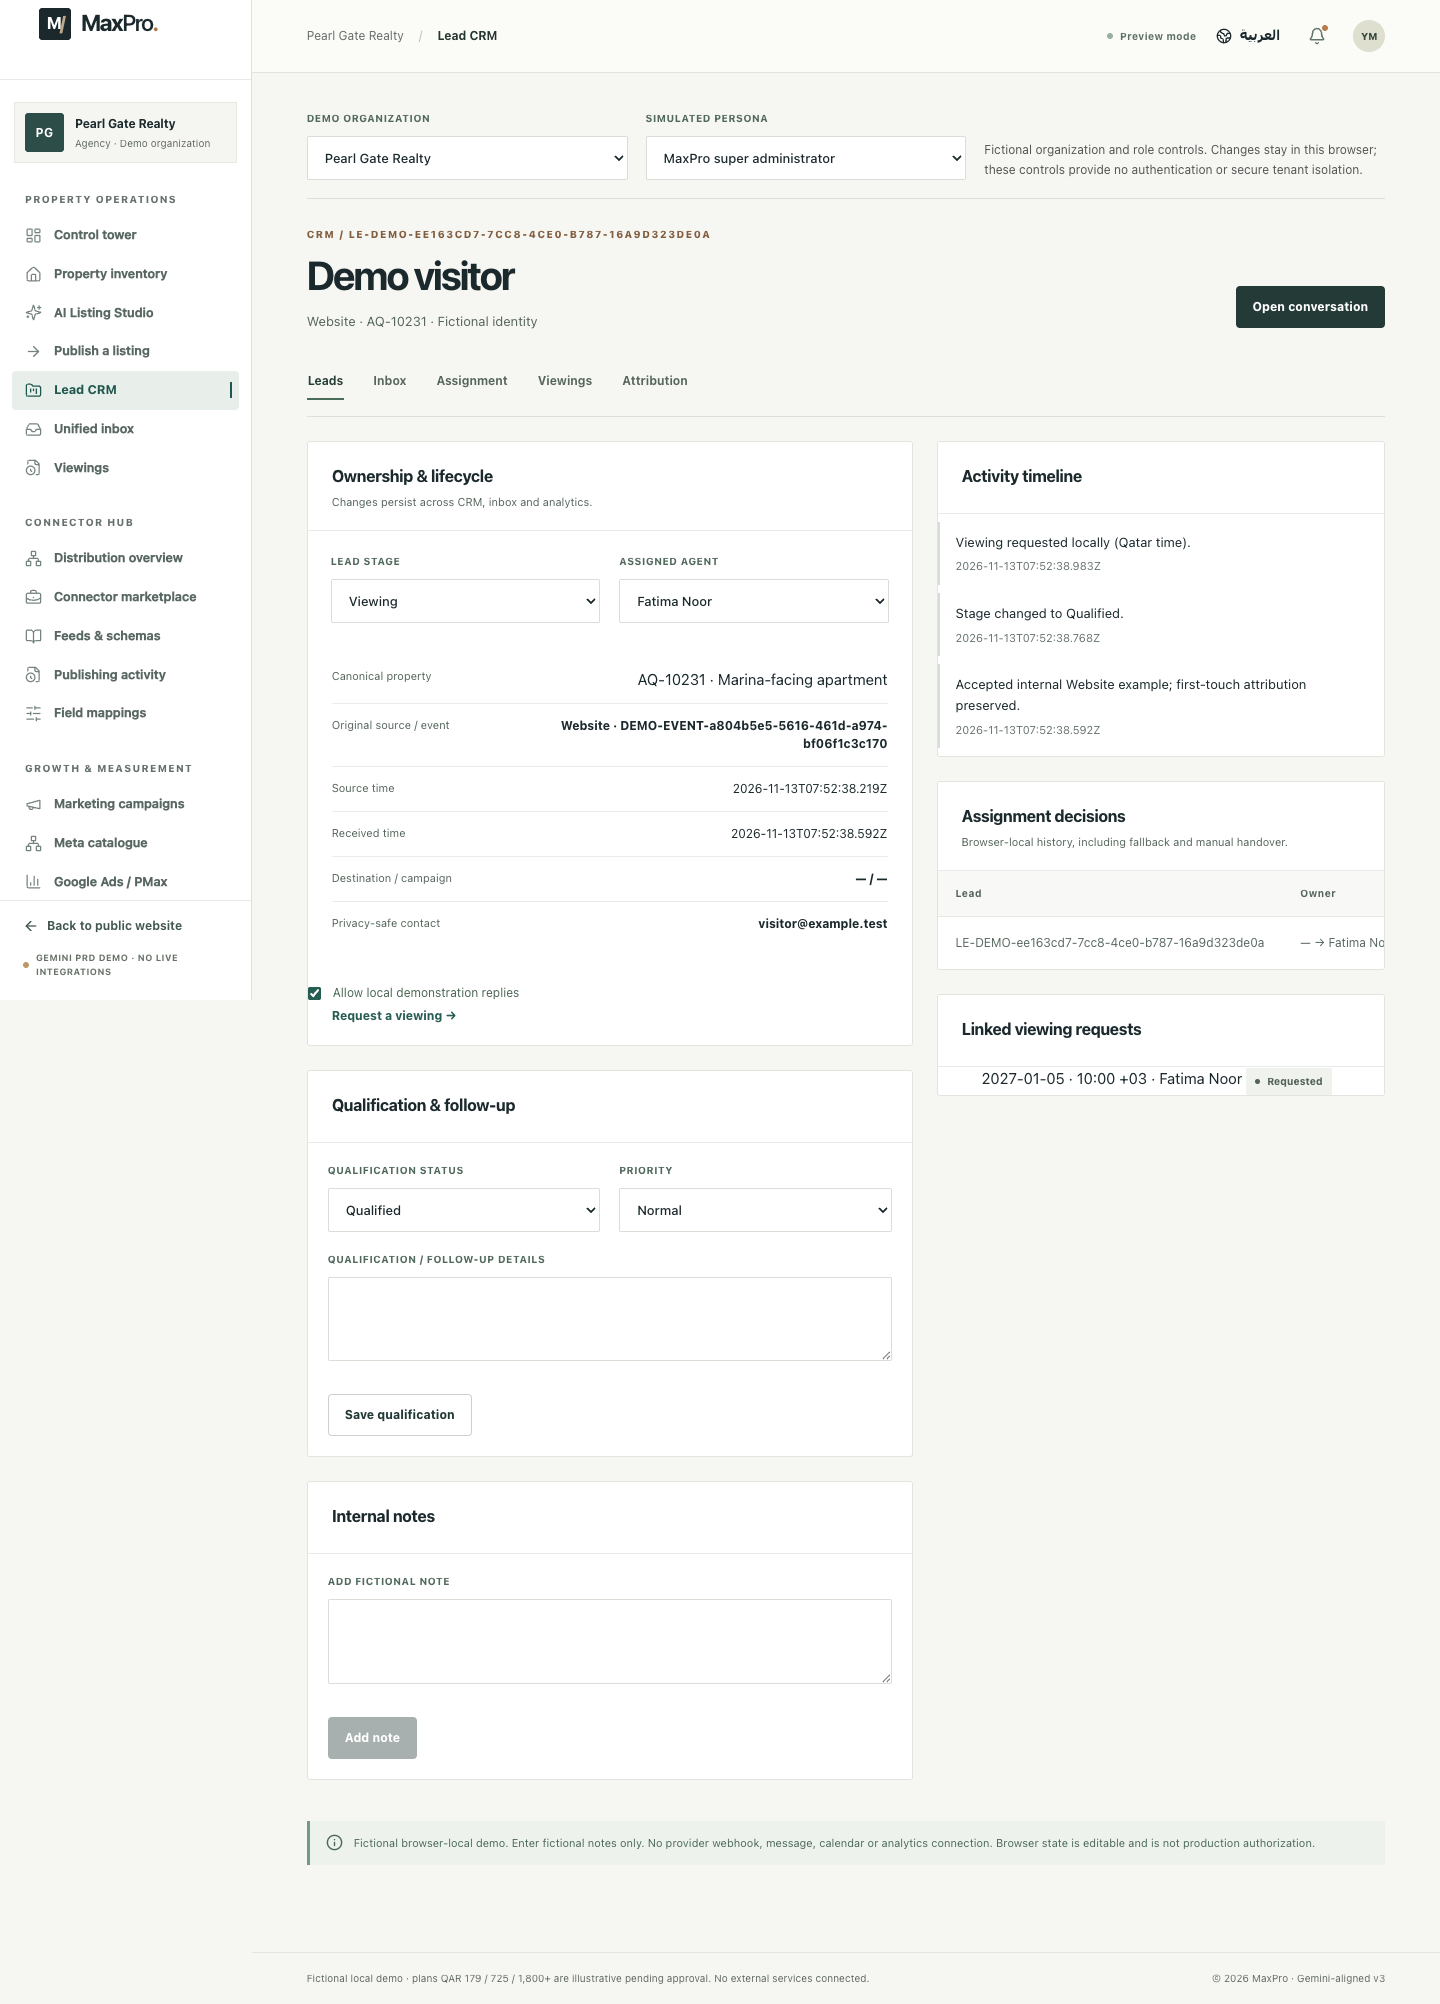 M/ MaxPro.
PG
Pearl Gate Realty
Agency · Demo organization
PROPERTY OPERATIONS
Control tower
Property inventory
AI Listing Studio
Publish a listing
Lead CRM
Unified inbox
Viewings
CONNECTOR HUB
Distribution overview
Connector marketplace
Feeds & schemas
Publishing activity
Field mappings
GROWTH & MEASUREMENT
Marketing campaigns
Meta catalogue
Google Ads / PMax
Back to public website
GEMINI PRD DEMO · NO LIVE
INTEGRATIONS
Pearl Gate Realty / Lead CRM
Preview mode
العربية
YM
DEMO ORGANIZATION
Pearl Gate Realty
SIMULATED PERSONA
MaxPro super administrator
Fictional organization and role controls. Changes stay in this browser;
these controls provide no authentication or secure tenant isolation.
CRM / LE-DEMO-EE163CD7-7CC8-4CE0-B787-16A9D323DE0A
Demo visitor
Website · AQ-10231 · Fictional identity
Open conversation
Leads
Inbox
Assignment
Viewings
Attribution
Ownership & lifecycle
Changes persist across CRM, inbox and analytics.
LEAD STAGE
Viewing
ASSIGNED AGENT
Fatima Noor
Canonical property
AQ-10231 · Marina-facing apartment
Original source / event
Website · DEMO-EVENT-a804b5e5-5616-461d-a974-
bf06f1c3c170
Source time
2026-11-13T07:52:38.219Z
Received time
2026-11-13T07:52:38.592Z
Destination / campaign
— / —
Privacy-safe contact
visitor@example.test
Allow local demonstration replies
Request a viewing →
Qualification & follow-up
QUALIFICATION STATUS
Qualified
PRIORITY
Normal
QUALIFICATION / FOLLOW-UP DETAILS
Save qualification
Internal notes
ADD FICTIONAL NOTE
Add note
Activity timeline
Viewing requested locally (Qatar time).
2026-11-13T07:52:38.983Z
Stage changed to Qualified.
2026-11-13T07:52:38.768Z
Accepted internal Website example; first-touch attribution
preserved.
2026-11-13T07:52:38.592Z
Assignment decisions
Browser-local history, including fallback and manual handover.
Lead
Owner
LE-DEMO-ee163cd7-7cc8-4ce0-b787-16a9d323de0a
— → Fatima No
Linked viewing requests
2027-01-05 · 10:00 +03 · Fatima Noor
Requested
Fictional browser-local demo. Enter fictional notes only. No provider webhook, message, calendar or analytics connection. Browser state is editable and is not production authorization.
Fictional local demo · plans QAR 179 / 725 / 1,800+ are illustrative pending approval. No external services connected.
© 2026 MaxPro · Gemini-aligned v3